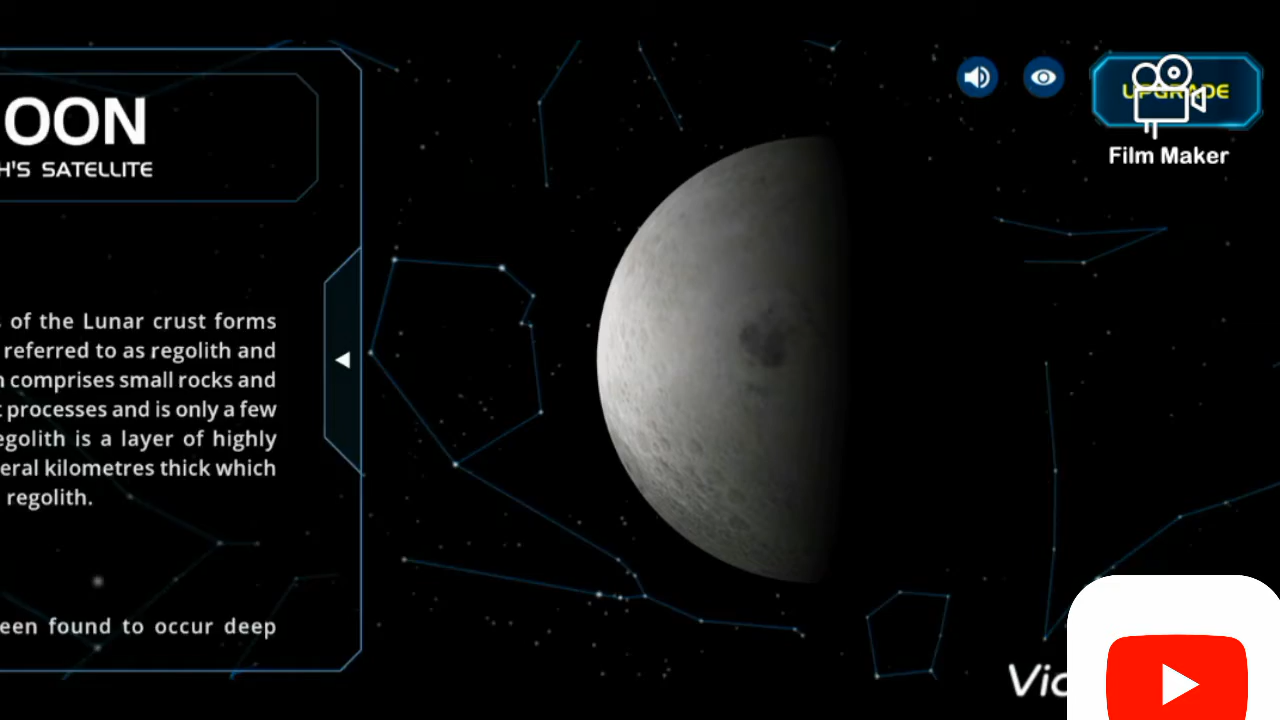 OON
H'S SATELLITE
of the Lunar crust forms
referred to as regolith and
comprises small rocks and
processes and is only a few
egolith is a layer of highly
eral kilometres thick which
regolith.
een found to occur deep
UPGRADE
Film Maker
Vic